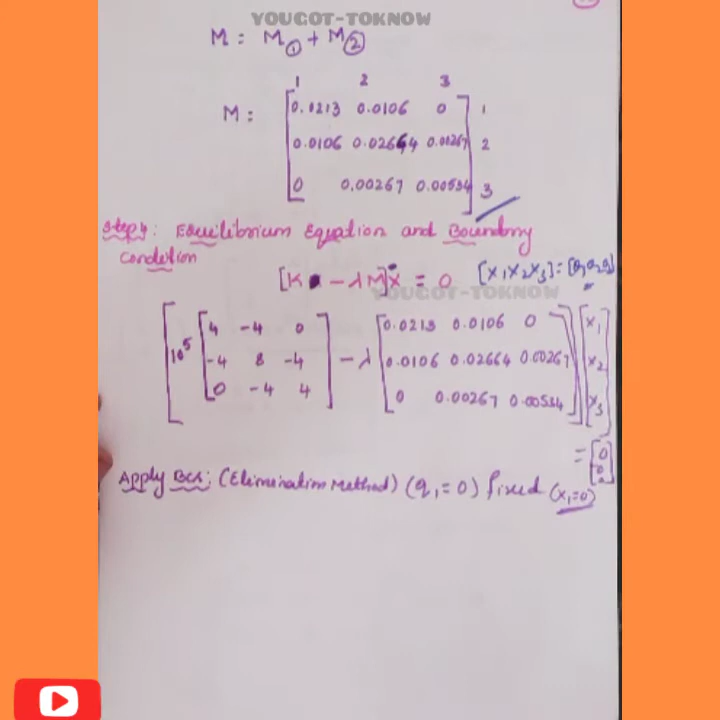 YOUGOT-TOKNOW
M = M① + M②
1 2 3
M = [0.0213 0.0106 0] 1
[0.0106 0.02664 0.00267] 2
[0 0.00267 0.00534] 3
Step 4: Equilibrium Equation and Boundary
Condition
[K - λM]x = 0 [x1 x2 x3] =
YOUGOT-TOKNOW
[10^5 [4 -4 0] - λ [0.0213 0.0106 0]] [x1]
[-4 8 -4] [0.0106 0.02664 0.00267] [x2]
[0 -4 4] [0 0.00267 0.00534] [x3]
= [0 0 0]
Apply BCs: (Elimination Method) (q1 = 0) fixed (x1=0)